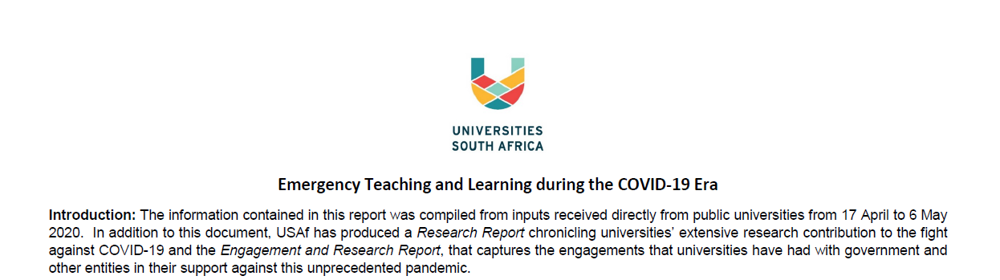 UNIVERSITIES
SOUTH AFRICA
Emergency Teaching and Learning during the COVID-19 Era
Introduction: The information contained in this report was compiled from inputs received directly from public universities from 17 April to 6 May
2020.  In addition to this document, USAf has produced a Research Report chronicling universities' extensive research contribution to the fight
against COVID-19 and the Engagement and Research Report, that captures the engagements that universities have had with government and
other entities in their support against this unprecedented pandemic.